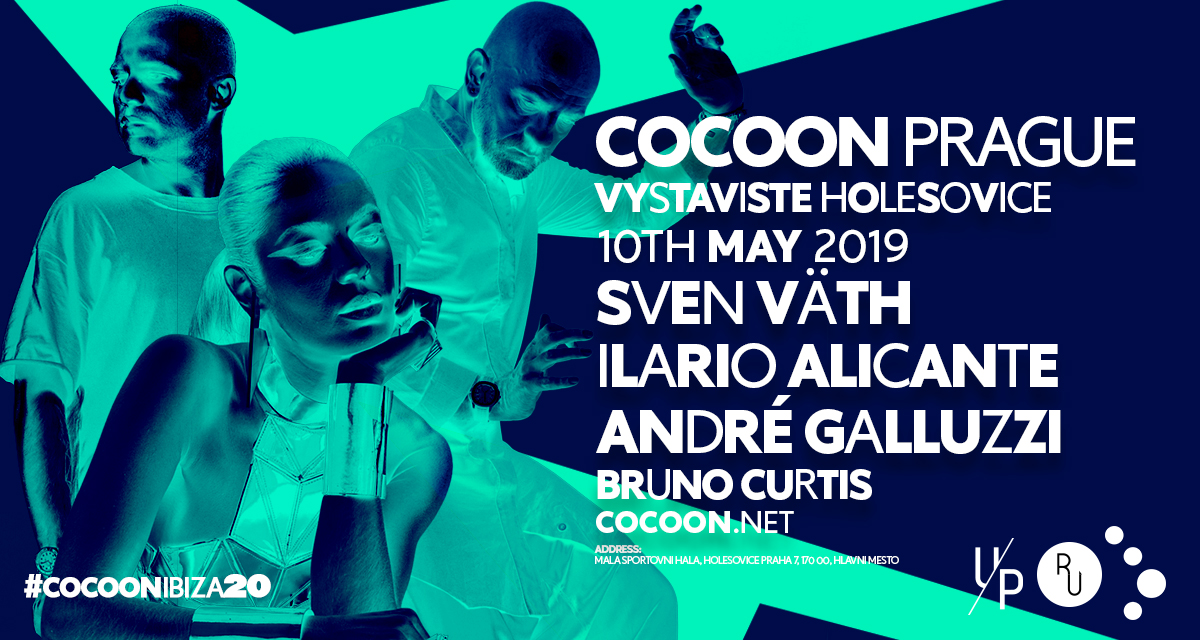 COCOON PRAGUE
VYSTAVISTE HOLESOVICE
10TH MAY 2019
SVEN VÄTH
ILARIO ALICANTE
ANDRÉ GALLUZZI
BRUNO CURTIS
COCOON.NET
ADDRESS:
MALA SPORTOVNI HALA, HOLESOVICE PRAHA 7, 170 00, HLAVNI MESTO
#COCOONIBIZA20
U/P
RU